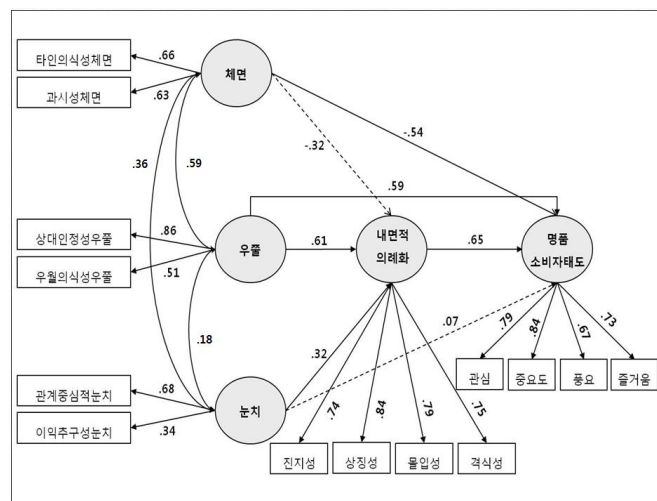 타인의식성체면
.66
체면
과시성체면
.63
-.54
-.32
.36
.59
.59
상대인정성우쭐
.86
우쭐
.61
내면적
의례화
.65
명품
소비자태도
우월의식성우쭐
.51
.07
.18
.32
.79
.84
.67
.73
관심
중요도
풍요
즐거움
관계중심적눈치
.68
눈치
이익추구성눈치
.34
.74
.84
.79
.75
진지성
상징성
몰입성
격식성